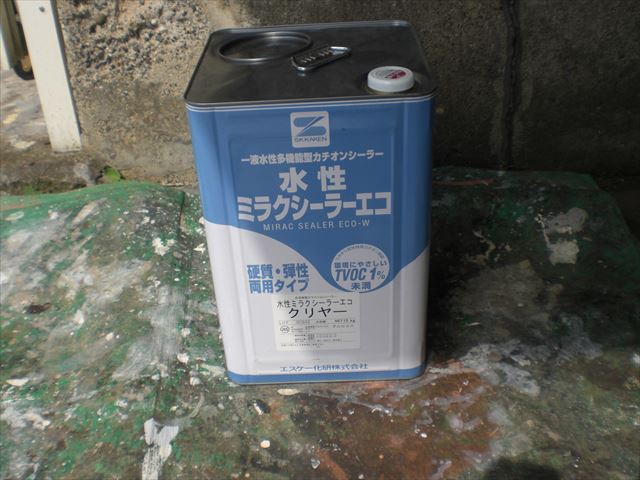 SKKAKEN
一液水性多機能型カチオンシーラー
水性
ミラクシーラーエコ
MIRAC SEALER ECO-W
硬質・弾性
両用タイプ
環境にやさしい
TVOC 1%
未満
水性ミラクシーラーエコ
クリヤー
エスケー化研株式会社